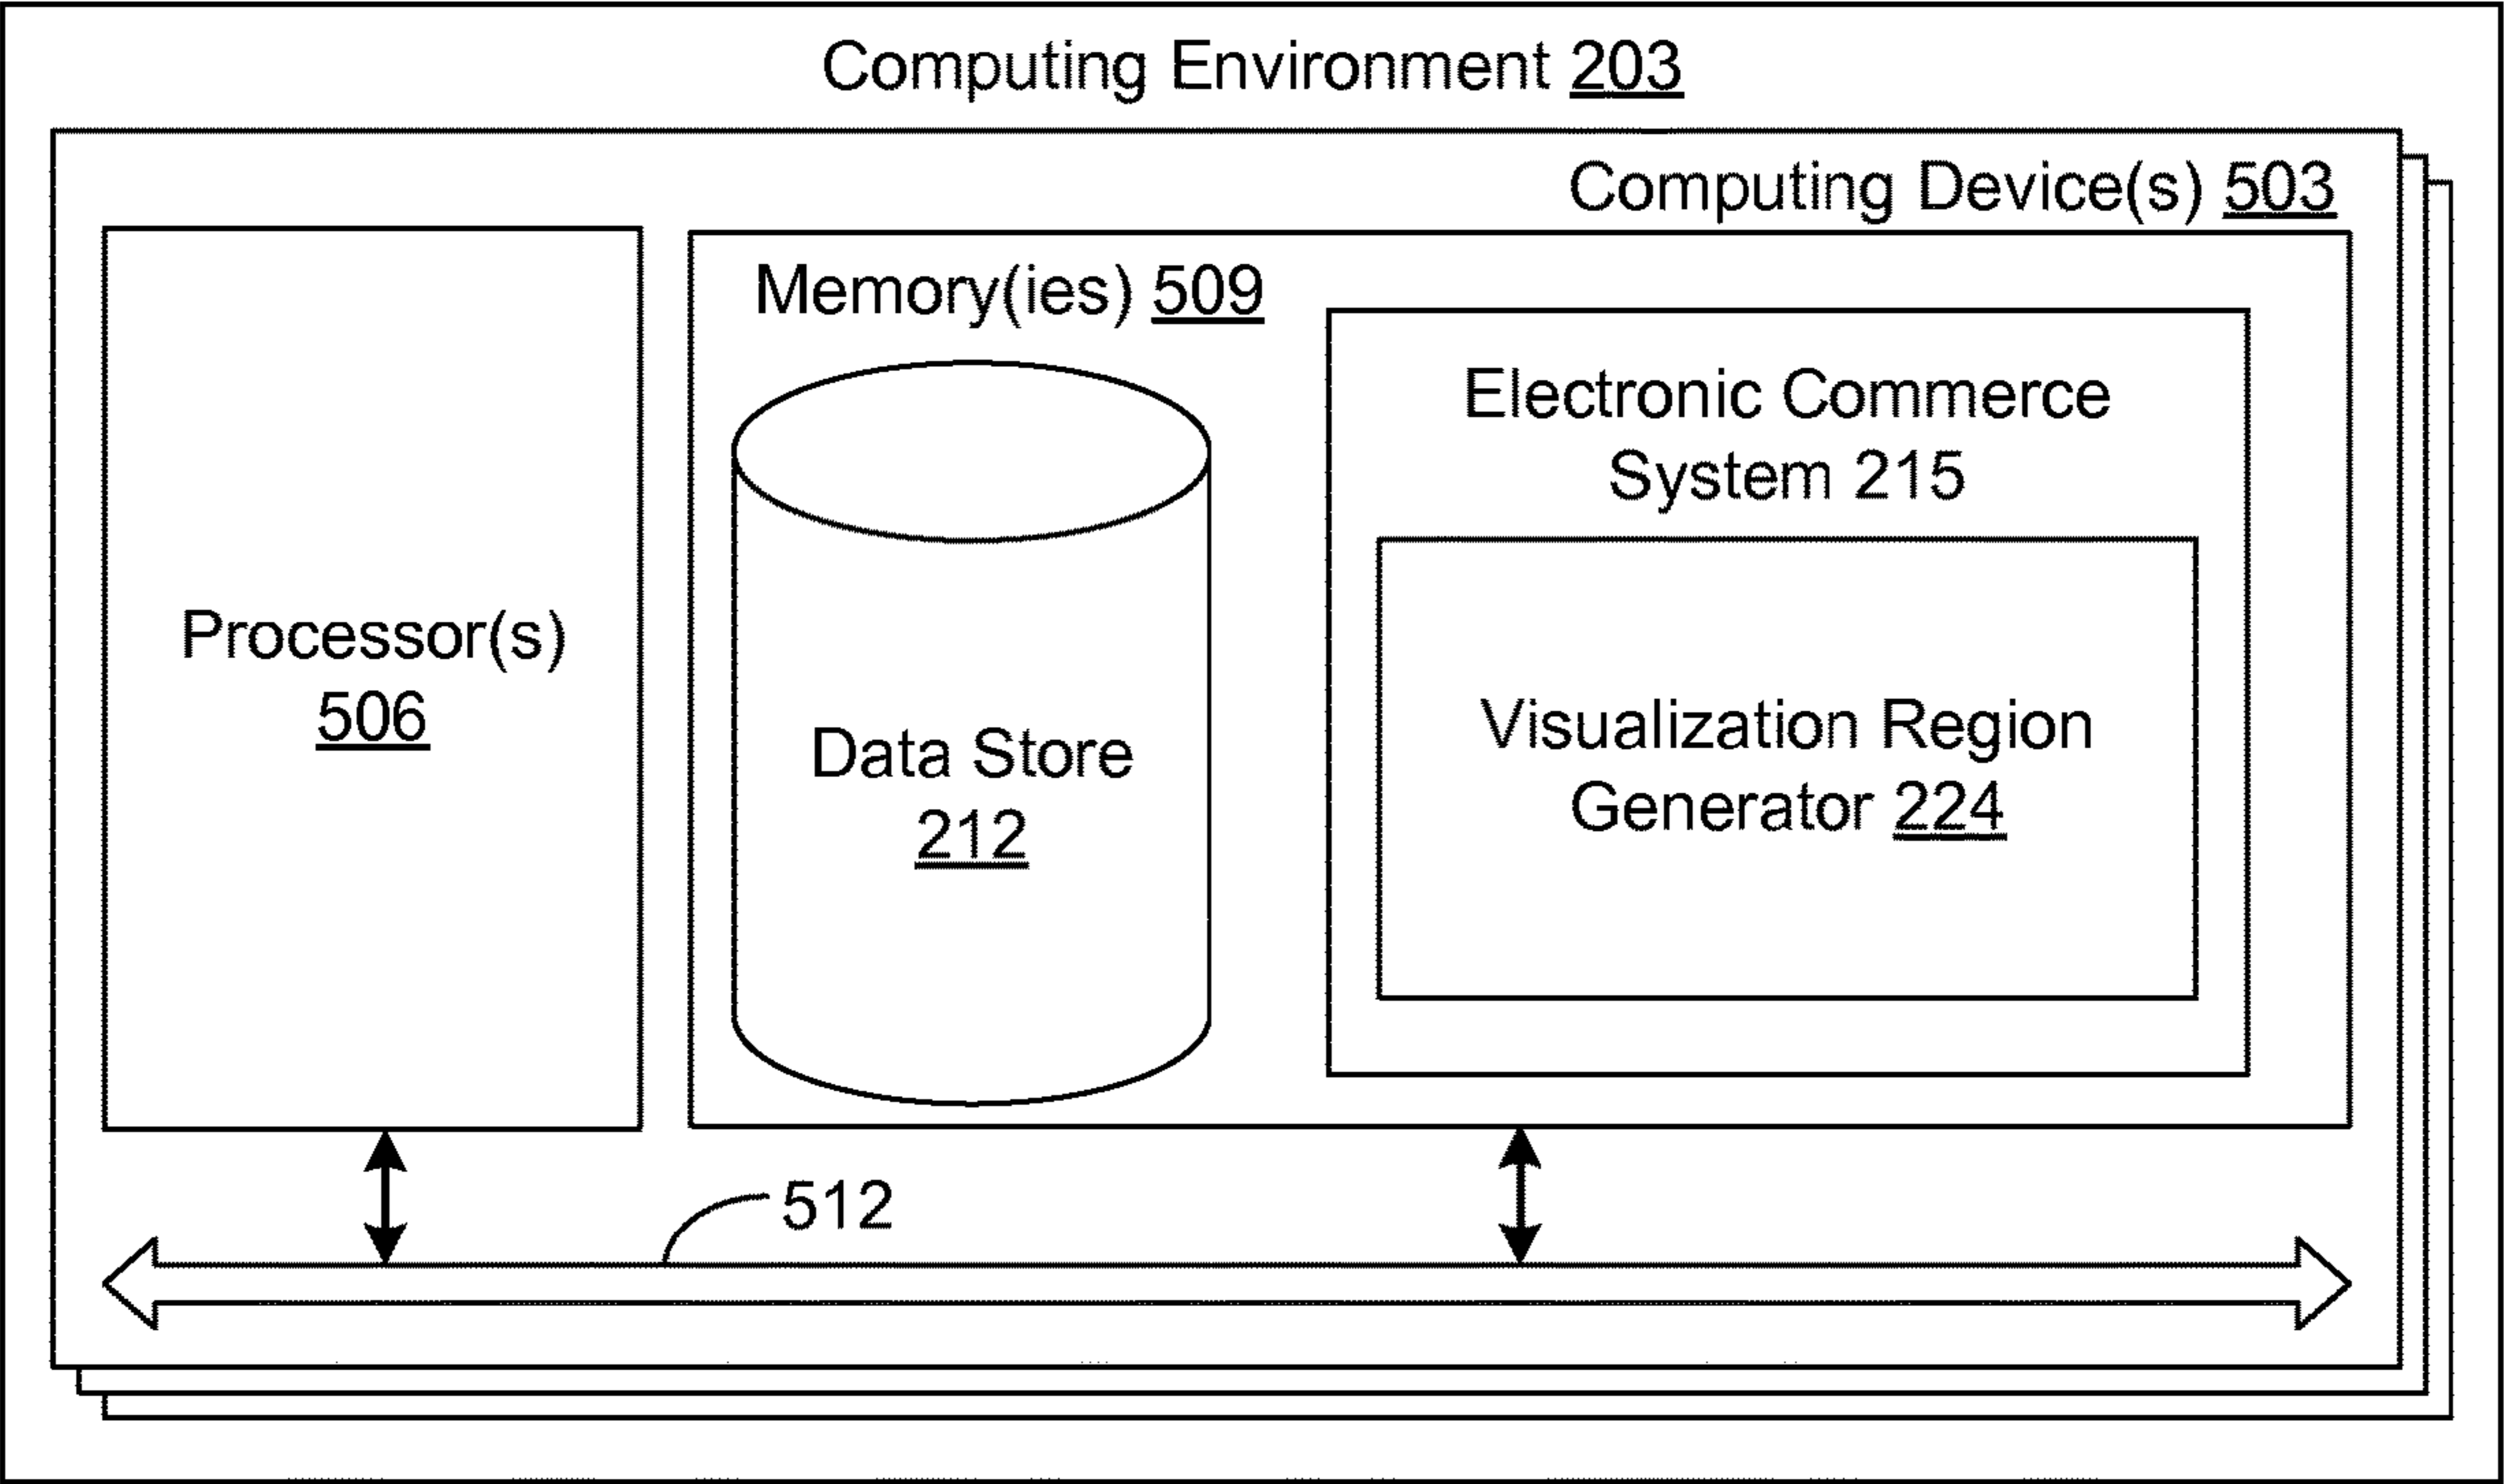 Computing Environment 203
Computing Device(s) 503
Processor(s)
506
Memory(ies) 509
Data Store
212
Electronic Commerce
System 215
Visualization Region
Generator 224
512